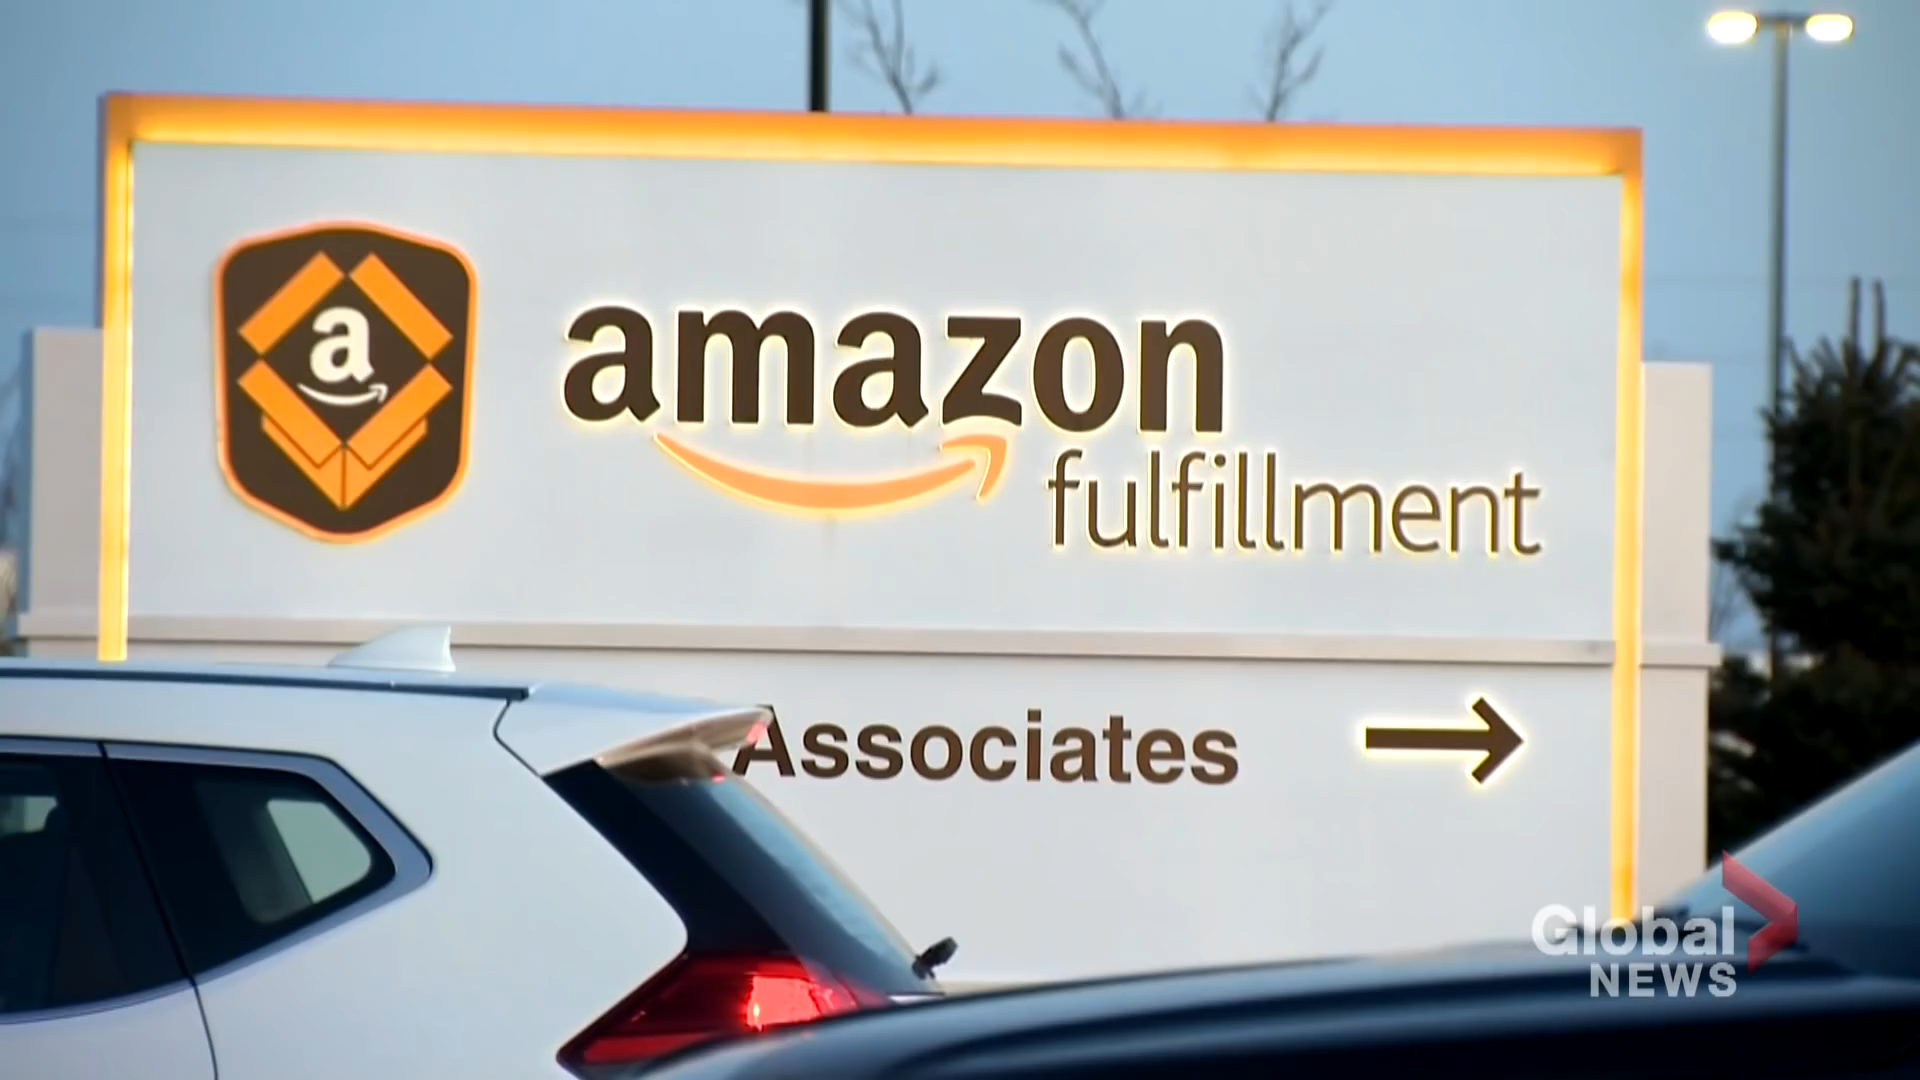 a
amazon
fulfillment
Associates →
Global
NEWS